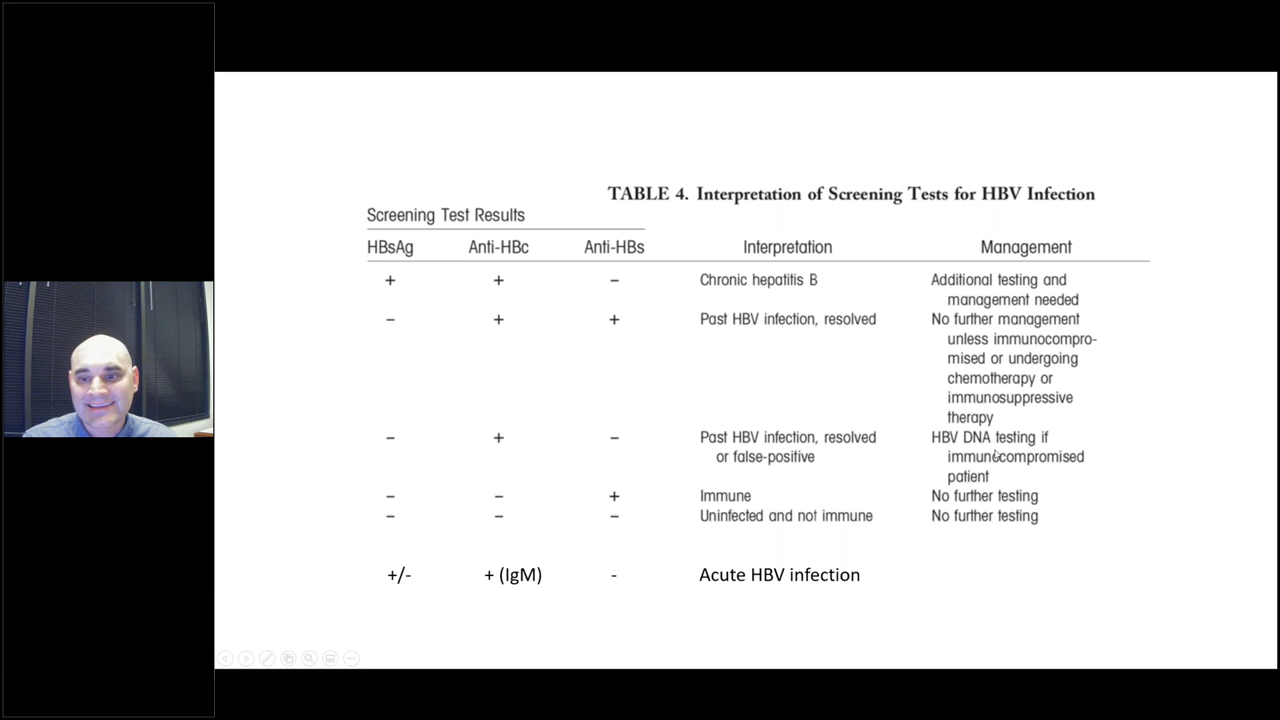 TABLE 4. Interpretation of Screening Tests for HBV Infection
Screening Test Results
HBsAg Anti-HBc Anti-HBs Interpretation Management
+ + – Chronic hepatitis B Additional testing and
management needed
– + + Past HBV infection, resolved No further management
unless immunocompro-
mised or undergoing
chemotherapy or
immunosuppressive
therapy
– + – Past HBV infection, resolved HBV DNA testing if
or false-positive immunocompromised
patient
– – + Immune No further testing
– – – Uninfected and not immune No further testing
+/- + (IgM) - Acute HBV infection